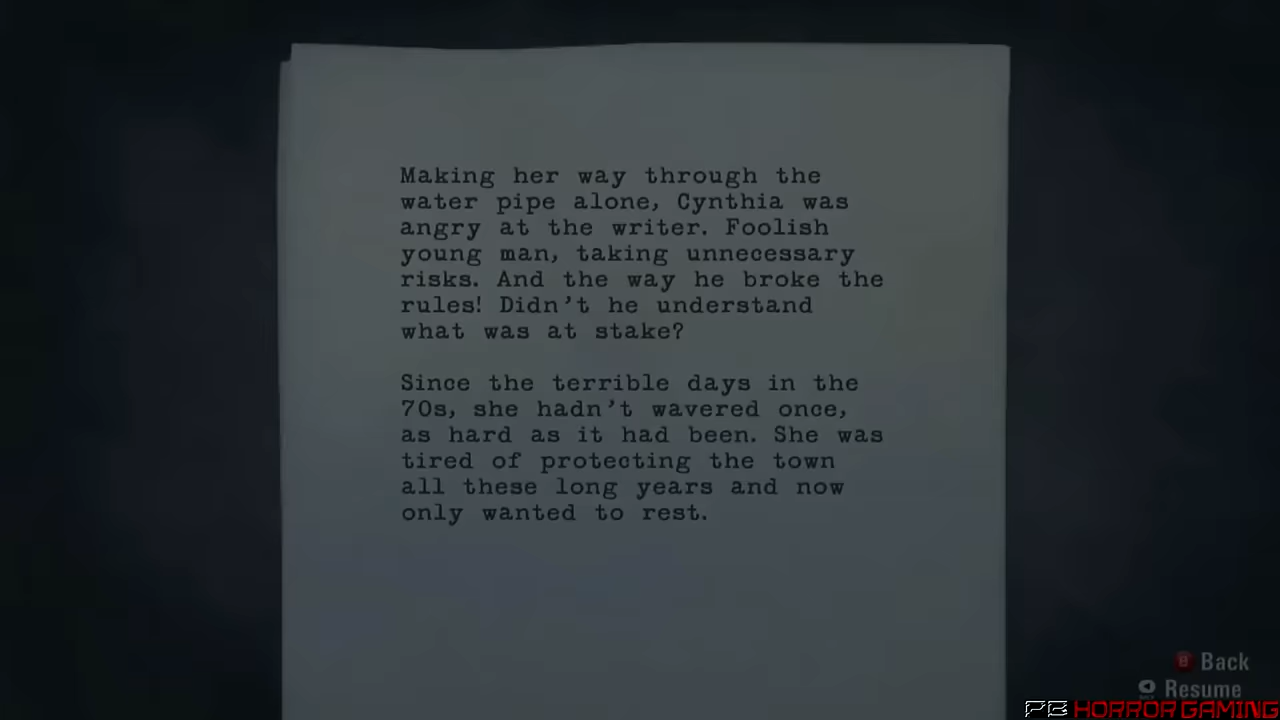 Making her way through the
water pipe alone, Cynthia was
angry at the writer. Foolish
young man, taking unnecessary
risks. And the way he broke the
rules! Didn't he understand
what was at stake?
Since the terrible days in the
70s, she hadn't wavered once,
as hard as it had been. She was
tired of protecting the town
all these long years and now
only wanted to rest.
B Back
BACK Resume
PE HORROR GAMING